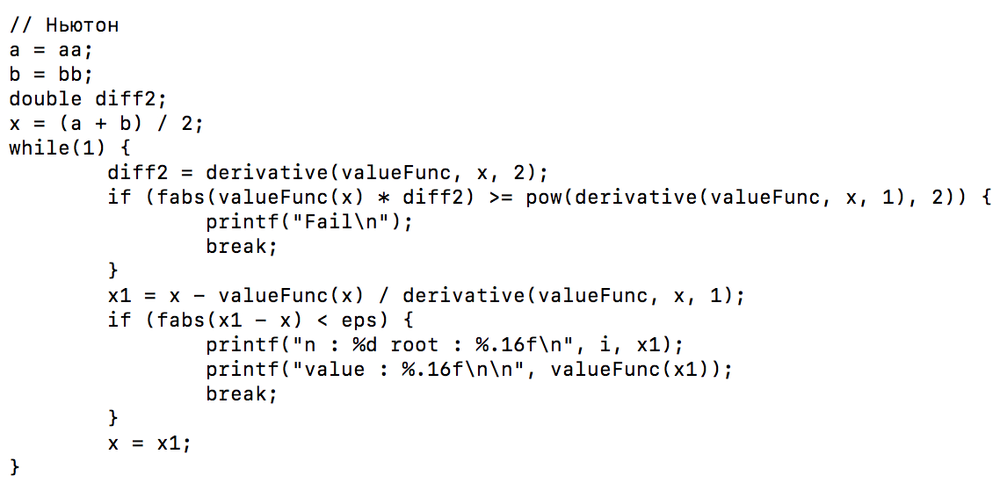 // Ньютон
a = aa;
b = bb;
double diff2;
x = (a + b) / 2;
while(1) {
        diff2 = derivative(valueFunc, x, 2);
        if (fabs(valueFunc(x) * diff2) >= pow(derivative(valueFunc, x, 1), 2)) {
                printf("Fail\n");
                break;
        }
        x1 = x - valueFunc(x) / derivative(valueFunc, x, 1);
        if (fabs(x1 - x) < eps) {
                printf("n : %d root : %.16f\n", i, x1);
                printf("value : %.16f\n\n", valueFunc(x1));
                break;
        }
        x = x1;
}